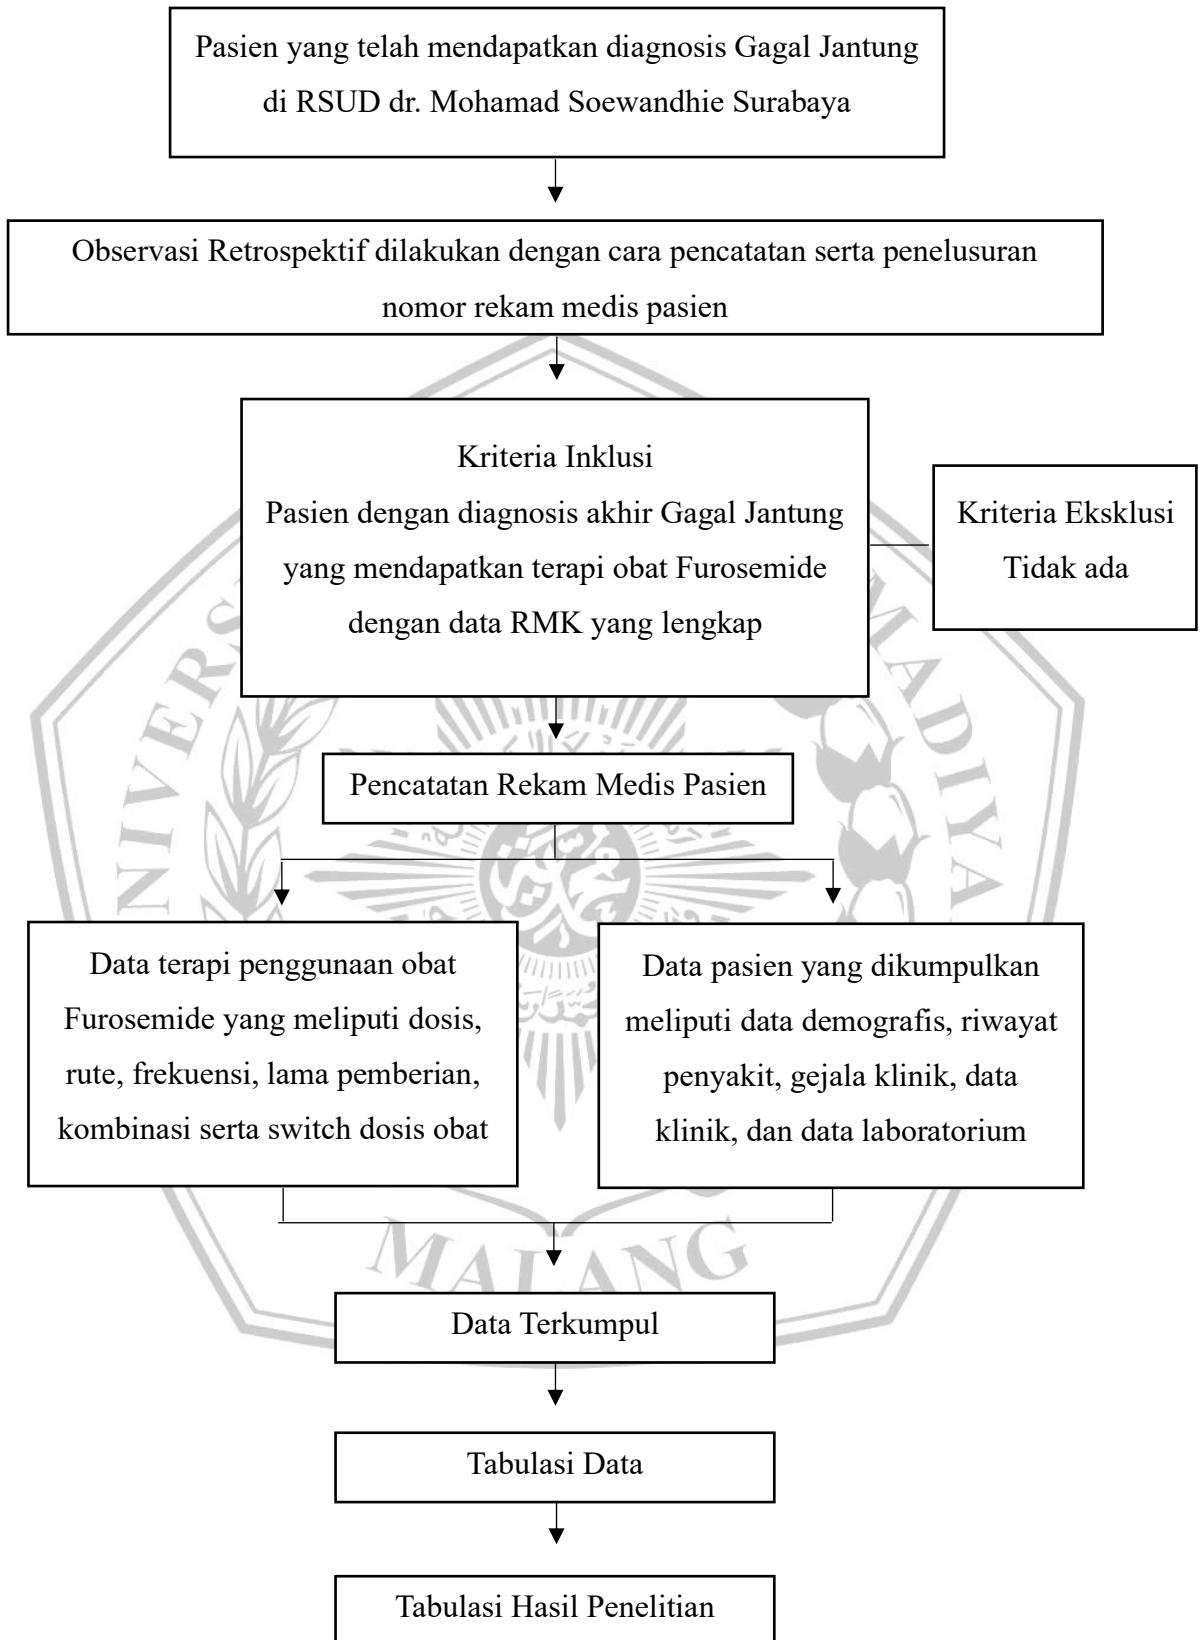 Pasien yang telah mendapatkan diagnosis Gagal Jantung
di RSUD dr. Mohamad Soewandhie Surabaya
Observasi Retrospektif dilakukan dengan cara pencatatan serta penelusuran
nomor rekam medis pasien
Kriteria Inklusi
Pasien dengan diagnosis akhir Gagal Jantung
yang mendapatkan terapi obat Furosemide
dengan data RMK yang lengkap
Kriteria Eksklusi
Tidak ada
Pencatatan Rekam Medis Pasien
Data terapi penggunaan obat
Furosemide yang meliputi dosis,
rute, frekuensi, lama pemberian,
kombinasi serta switch dosis obat
Data pasien yang dikumpulkan
meliputi data demografis, riwayat
penyakit, gejala klinik, data
klinik, dan data laboratorium
MALANG
Data Terkumpul
Tabulasi Data
Tabulasi Hasil Penelitian